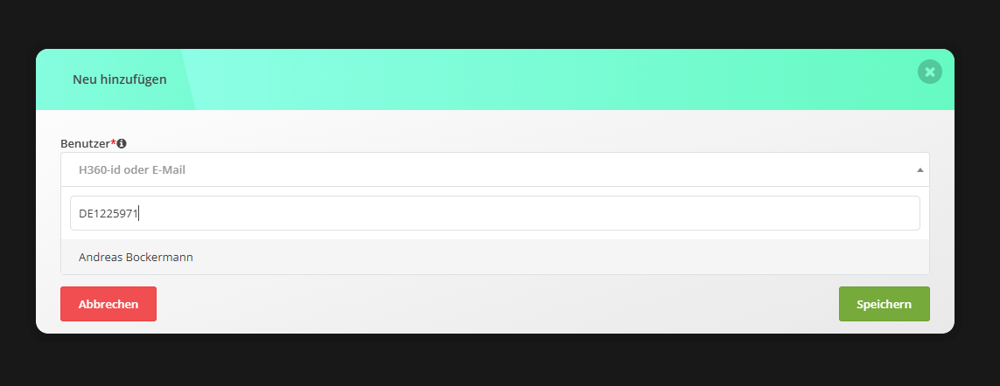 Neu hinzufügen
Benutzer*
H360-id oder E-Mail
DE1225971
Andreas Bockermann
Abbrechen
Speichern